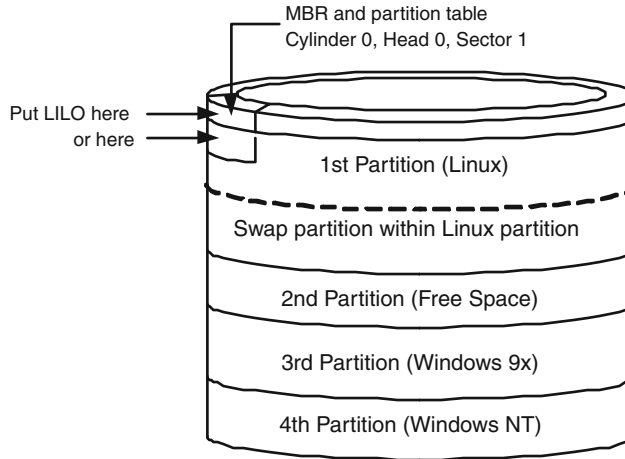 MBR and partition table
Cylinder 0, Head 0, Sector 1
Put LILO here
or here
1st Partition (Linux)
Swap partition within Linux partition
2nd Partition (Free Space)
3rd Partition (Windows 9x)
4th Partition (Windows NT)